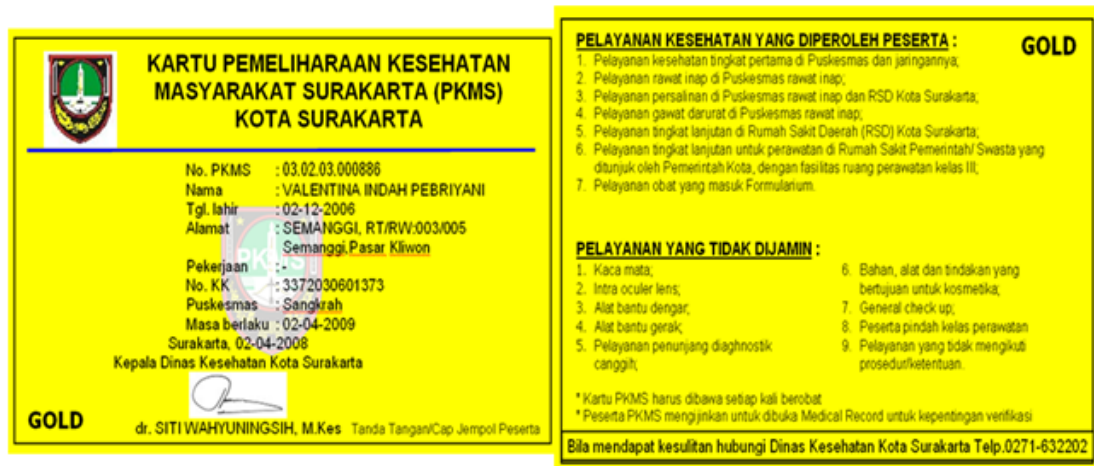 KARTU PEMELIHARAAN KESEHATAN
MASYARAKAT SURAKARTA (PKMS)
KOTA SURAKARTA
No. PKMS : 03.02.03.000886
Nama : VALENTINA INDAH PEBRIYANI
Tgl. lahir : 02-12-2006
Alamat : SEMANGGI, RT/RW:003/005
Semanggi,Pasar Kliwon
Pekerjaan : -
No. KK : 3372030601373
Puskesmas : Sangkrah
Masa berlaku : 02-04-2009
Surakarta, 02-04-2008
Kepala Dinas Kesehatan Kota Surakarta
PKMS
GOLD
dr. SITI WAHYUNINGSIH, M.Kes Tanda Tangan/Cap Jempol Peserta
PELAYANAN KESEHATAN YANG DIPEROLEH PESERTA :
GOLD
1. Pelayanan kesehatan tingkat pertama di Puskesmas dan jaringannya;
2. Pelayanan rawat inap di Puskesmas rawat inap;
3. Pelayanan persalinan di Puskesmas rawat inap dan RSD Kota Surakarta;
4. Pelayanan gawat darurat di Puskesmas rawat inap;
5. Pelayanan tingkat lanjutan di Rumah Sakit Daerah (RSD) Kota Surakarta;
6. Pelayanan tingkat lanjutan untuk perawatan di Rumah Sakit Pemerintah/ Swasta yang
ditunjuk oleh Pemerintah Kota, dengan fasilitas ruang perawatan kelas III;
7. Pelayanan obat yang masuk Formularium.
PELAYANAN YANG TIDAK DIJAMIN :
1. Kaca mata;
2. Intra oculer lens;
3. Alat bantu dengar;
4. Alat bantu gerak;
5. Pelayanan penunjang diaghnostik
canggih;
6. Bahan, alat dan tindakan yang
bertujuan untuk kosmetika;
7. General check up;
8. Peserta pindah kelas perawatan
9. Pelayanan yang tidak mengikuti
prosedur/ketentuan.
* Kartu PKMS harus dibawa setiap kali berobat
* Peserta PKMS mengijinkan untuk dibuka Medical Record untuk kepentingan verifikasi
Bila mendapat kesulitan hubungi Dinas Kesehatan Kota Surakarta Telp.0271-632202